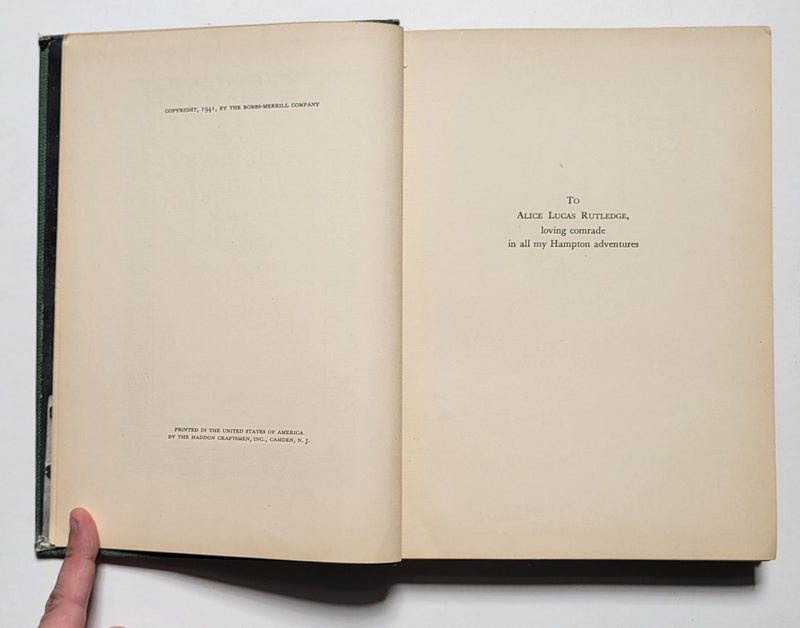 COPYRIGHT, 1941, BY THE BOBBS-MERRILL COMPANY
PRINTED IN THE UNITED STATES OF AMERICA
BY THE HADDON CRAFTSMEN, INC., CAMDEN, N. J.
To
Alice Lucas Rutledge,
loving comrade
in all my Hampton adventures